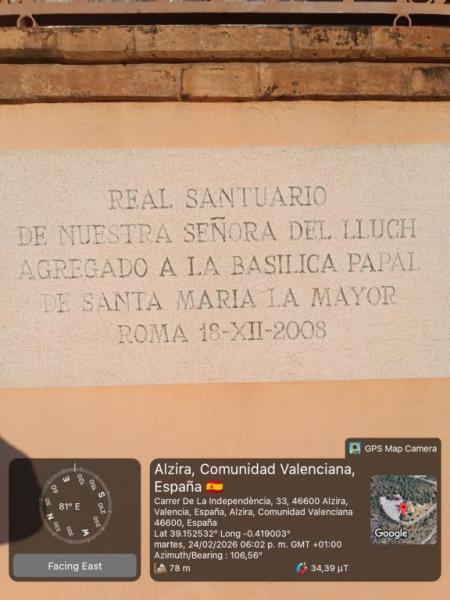 REAL SANTUARIO
DE NUESTRA SEÑORA DEL LLUCH
AGREGADO A LA BASILICA PAPAL
DE SANTA MARIA LA MAYOR
ROMA 18-XII-2008
GPS Map Camera
81° E
Facing East
Alzira, Comunidad Valenciana,
España 🇪🇸
Carrer De La Independència, 33, 46600 Alzira,
Valencia, España, Alzira, Comunidad Valenciana
46600, España
Lat 39.152532° Long -0.419003°
martes, 24/02/2026 06:02 p. m. GMT +01:00
Azimuth/Bearing : 106,56°
78 m
34,39 µT
Google